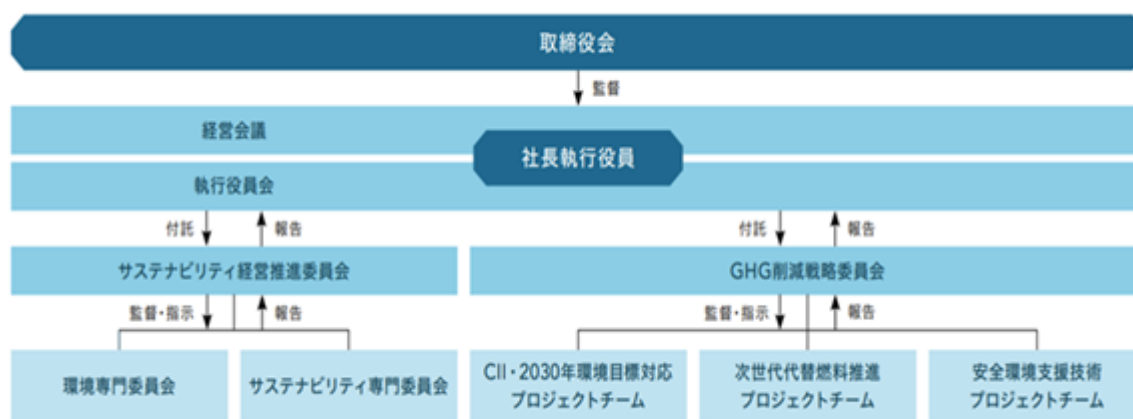 取締役会
監督
経営会議
社長執行役員
執行役員会
付託 報告 付託 報告
サステナビリティ経営推進委員会 GHG削減戦略委員会
監督・指示 報告 監督・指示 報告
環境専門委員会
サステナビリティ専門委員会
CII・2030年環境目標対応
プロジェクトチーム
次世代代替燃料推進
プロジェクトチーム
安全環境支援技術
プロジェクトチーム